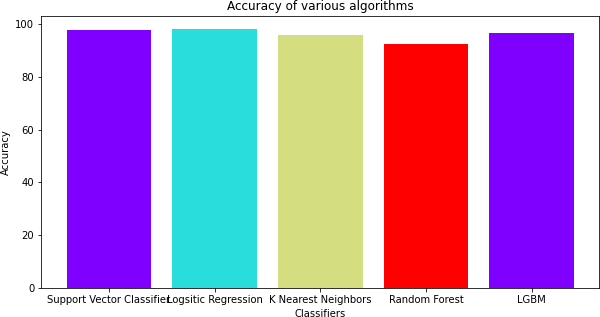 Accuracy of various algorithms
Accuracy
100
80
60
40
20
0
Support Vector Classifier Logsitic Regression K Nearest Neighbors Random Forest LGBM
Classifiers